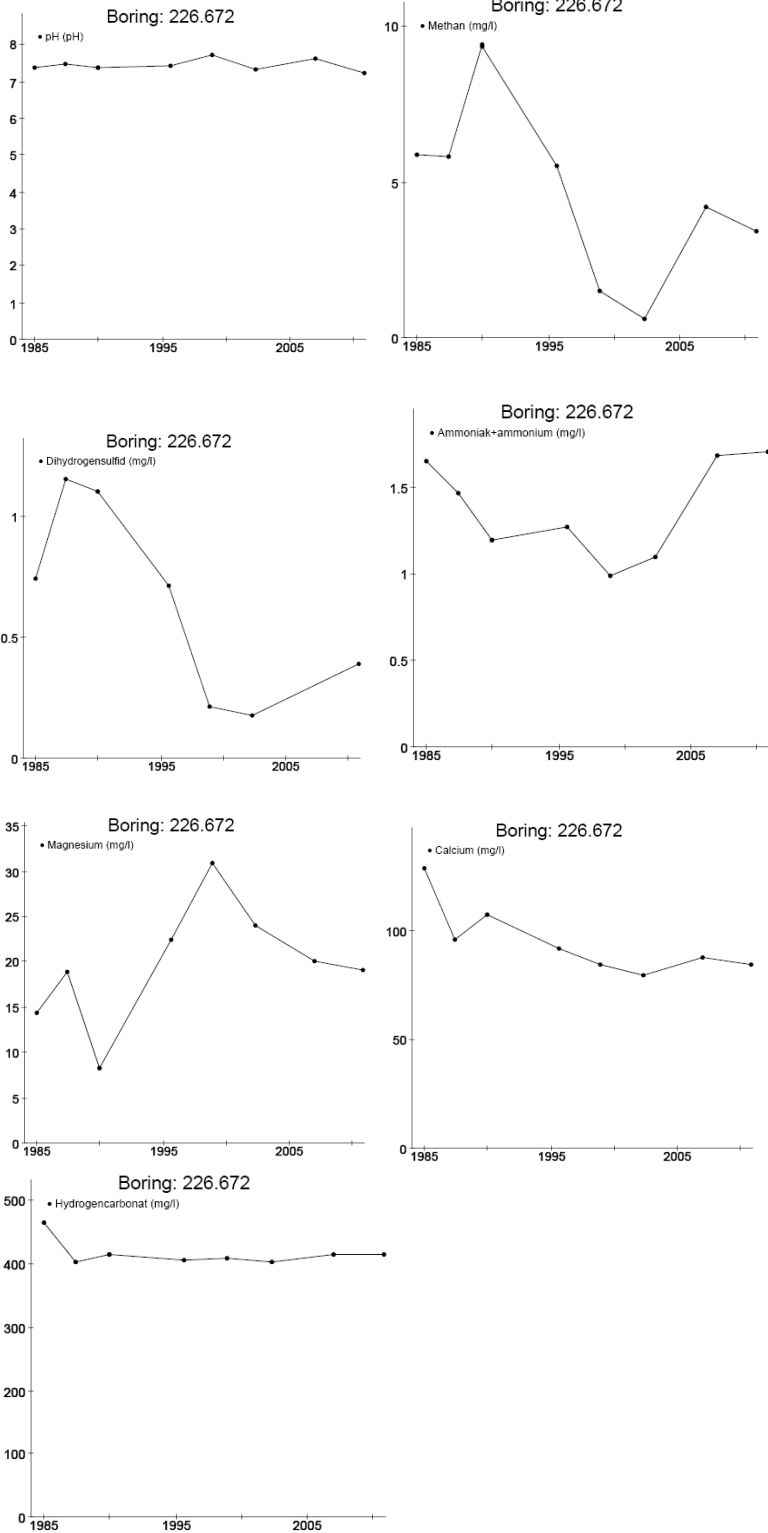 Boring: 226.672
pH (pH)
8
7
6
5
4
3
2
1
0
1985 1995 2005
Boring: 226.672
Methan (mg/l)
10
5
0
1985 1995 2005
Boring: 226.672
Dihydrogensulfid (mg/l)
1
0.5
0
1985 1995 2005
Boring: 226.672
Ammoniak+ammonium (mg/l)
1.5
1
0.5
0
1985 1995 2005
Boring: 226.672
Magnesium (mg/l)
35
30
25
20
15
10
5
0
1985 1995 2005
Boring: 226.672
Calcium (mg/l)
100
50
0
1985 1995 2005
Boring: 226.672
Hydrogencarbonat (mg/l)
500
400
300
200
100
0
1985 1995 2005